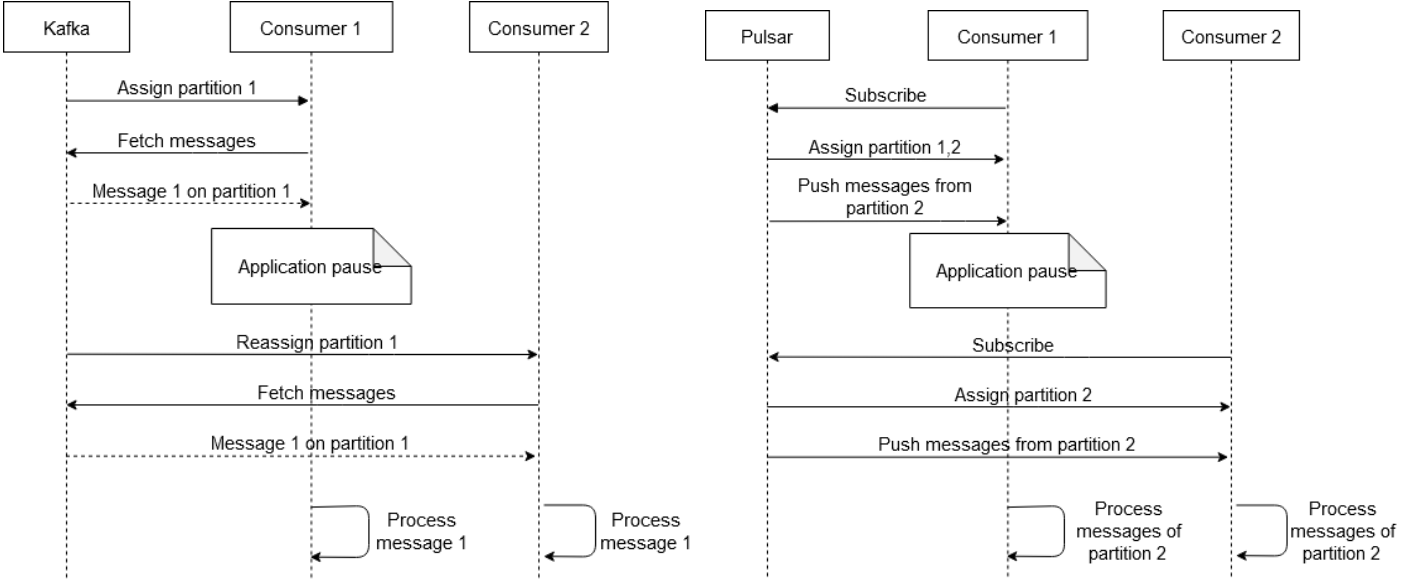 Kafka
Consumer 1
Consumer 2
Assign partition 1
Fetch messages
Message 1 on partition 1
Application pause
Reassign partition 1
Fetch messages
Message 1 on partition 1
Process
message 1
Process
message 1
Pulsar
Consumer 1
Consumer 2
Subscribe
Assign partition 1,2
Push messages from
partition 2
Application pause
Subscribe
Assign partition 2
Push messages from partition 2
Process
messages of
partition 2
Process
messages of
partition 2